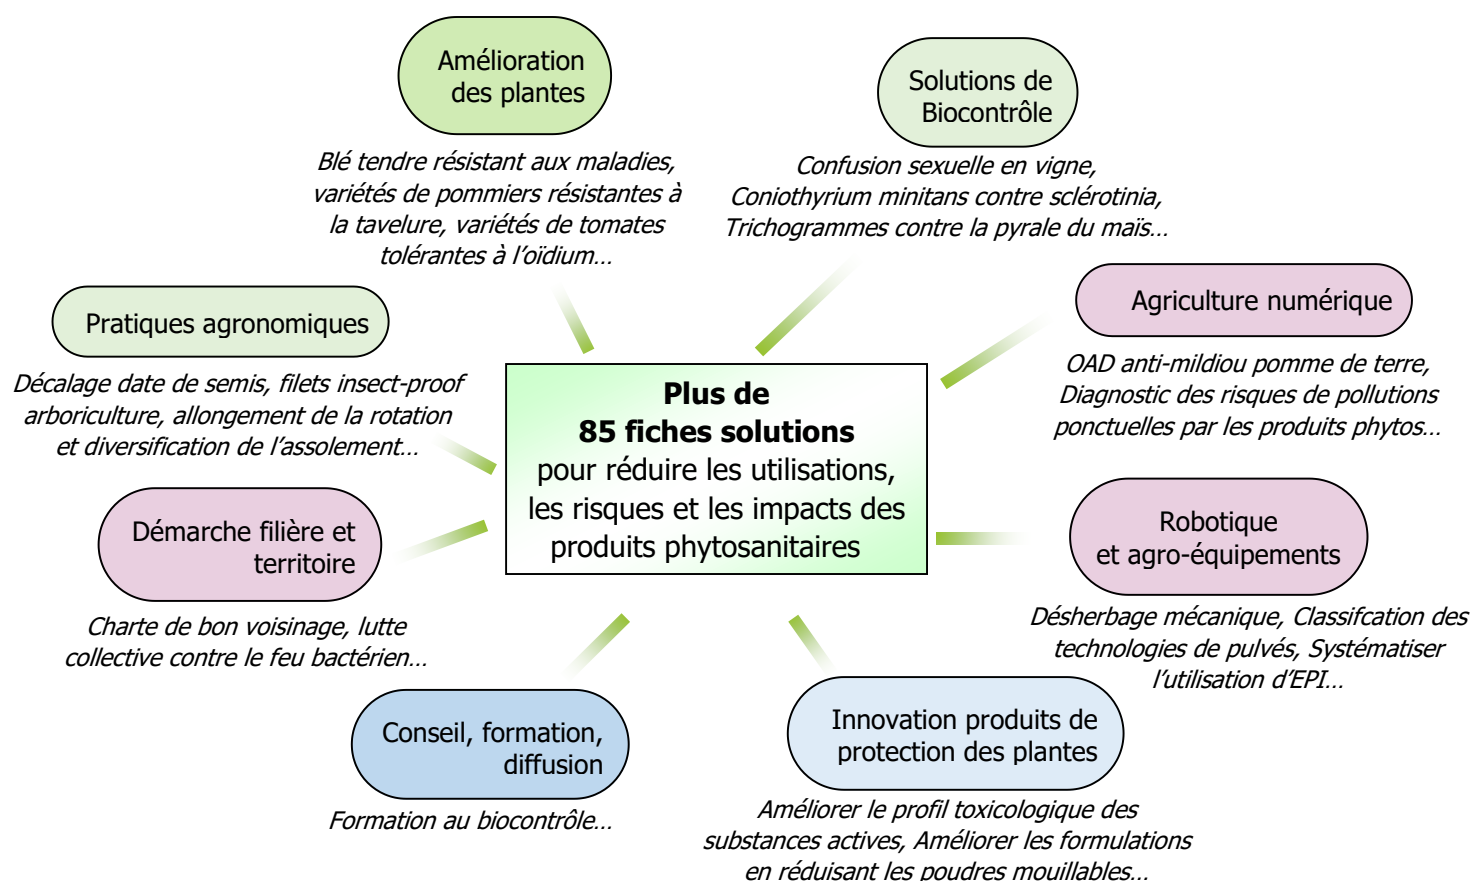 Amélioration
des plantes
Blé tendre résistant aux maladies,
variétés de pommiers résistantes à
la tavelure, variétés de tomates
tolérantes à l’oïdium…
Solutions de
Biocontrôle
Confusion sexuelle en vigne,
Coniothyrium minitans contre sclérotinia,
Trichogrammes contre la pyrale du maïs…
Pratiques agronomiques
Décalage date de semis, filets insect-proof
arboriculture, allongement de la rotation
et diversification de l’assolement…
Agriculture numérique
OAD anti-mildiou pomme de terre,
Diagnostic des risques de pollutions
ponctuelles par les produits phytos…
Plus de
85 fiches solutions
pour réduire les utilisations,
les risques et les impacts des
produits phytosanitaires
Démarche filière et
territoire
Charte de bon voisinage, lutte
collective contre le feu bactérien…
Robotique
et agro-équipements
Désherbage mécanique, Classifcation des
technologies de pulvés, Systématiser
l’utilisation d’EPI…
Conseil, formation,
diffusion
Formation au biocontrôle…
Innovation produits de
protection des plantes
Améliorer le profil toxicologique des
substances actives, Améliorer les formulations
en réduisant les poudres mouillables…